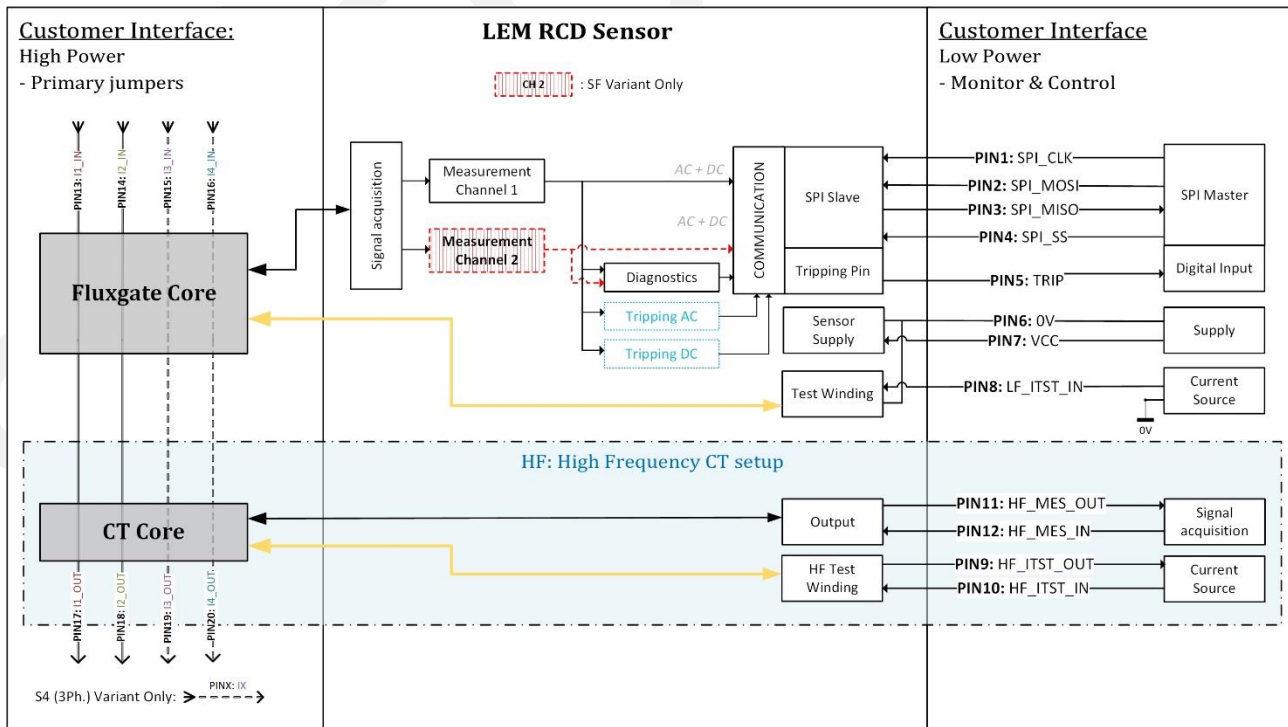 Customer Interface:
High Power
- Primary jumpers
LEM RCD Sensor
CH 2 : SF Variant Only
Customer Interface
Low Power
- Monitor & Control
PIN13: I1_IN
PIN14: I2_IN
PIN15: I3_IN
PIN16: I4_IN
Fluxgate Core
Signal acquisition
Measurement
Channel 1
Measurement
Channel 2
AC + DC
AC + DC
Diagnostics
Tripping AC
Tripping DC
COMMUNICATION
SPI Slave
Tripping Pin
Sensor
Supply
Test Winding
PIN1: SPI_CLK
PIN2: SPI_MOSI
PIN3: SPI_MISO
PIN4: SPI_SS
PIN5: TRIP
PIN6: 0V
PIN7: VCC
PIN8: LF_ITST_IN
0V
SPI Master
Digital Input
Supply
Current
Source
HF: High Frequency CT setup
CT Core
Output
HF Test
Winding
PIN11: HF_MES_OUT
PIN12: HF_MES_IN
PIN9: HF_ITST_OUT
PIN10: HF_ITST_IN
Signal
acquisition
Current
Source
PIN17: I1_OUT
PIN18: I2_OUT
PIN19: I3_OUT
PIN20: I4_OUT
S4 (3Ph.) Variant Only: PINX: IX